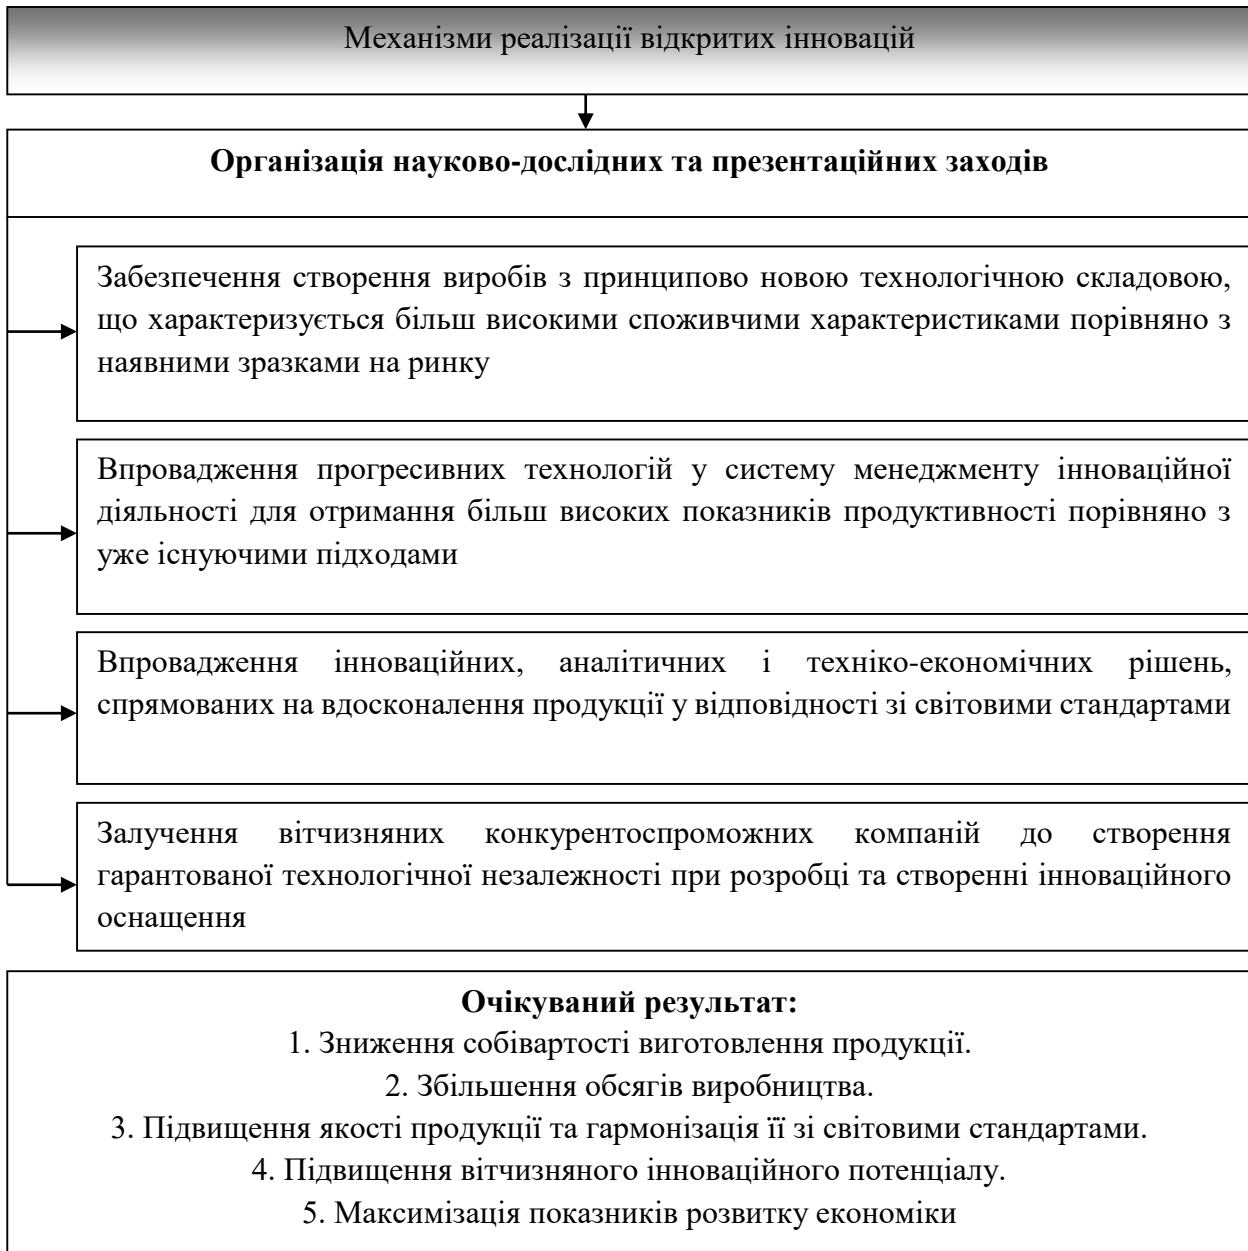 Механізми реалізації відкритих інновацій
Організація науково-дослідних та презентаційних заходів
Забезпечення створення виробів з принципово новою технологічною складовою,
що характеризується більш високими споживчими характеристиками порівняно з
наявними зразками на ринку
Впровадження прогресивних технологій у систему менеджменту інноваційної
діяльності для отримання більш високих показників продуктивності порівняно з
уже існуючими підходами
Впровадження інноваційних, аналітичних і техніко-економічних рішень,
спрямованих на вдосконалення продукції у відповідності зі світовими стандартами
Залучення вітчизняних конкурентоспроможних компаній до створення
гарантованої технологічної незалежності при розробці та створенні інноваційного
оснащення
Очікуваний результат:
1. Зниження собівартості виготовлення продукції.
2. Збільшення обсягів виробництва.
3. Підвищення якості продукції та гармонізація її зі світовими стандартами.
4. Підвищення вітчизняного інноваційного потенціалу.
5. Максимізація показників розвитку економіки